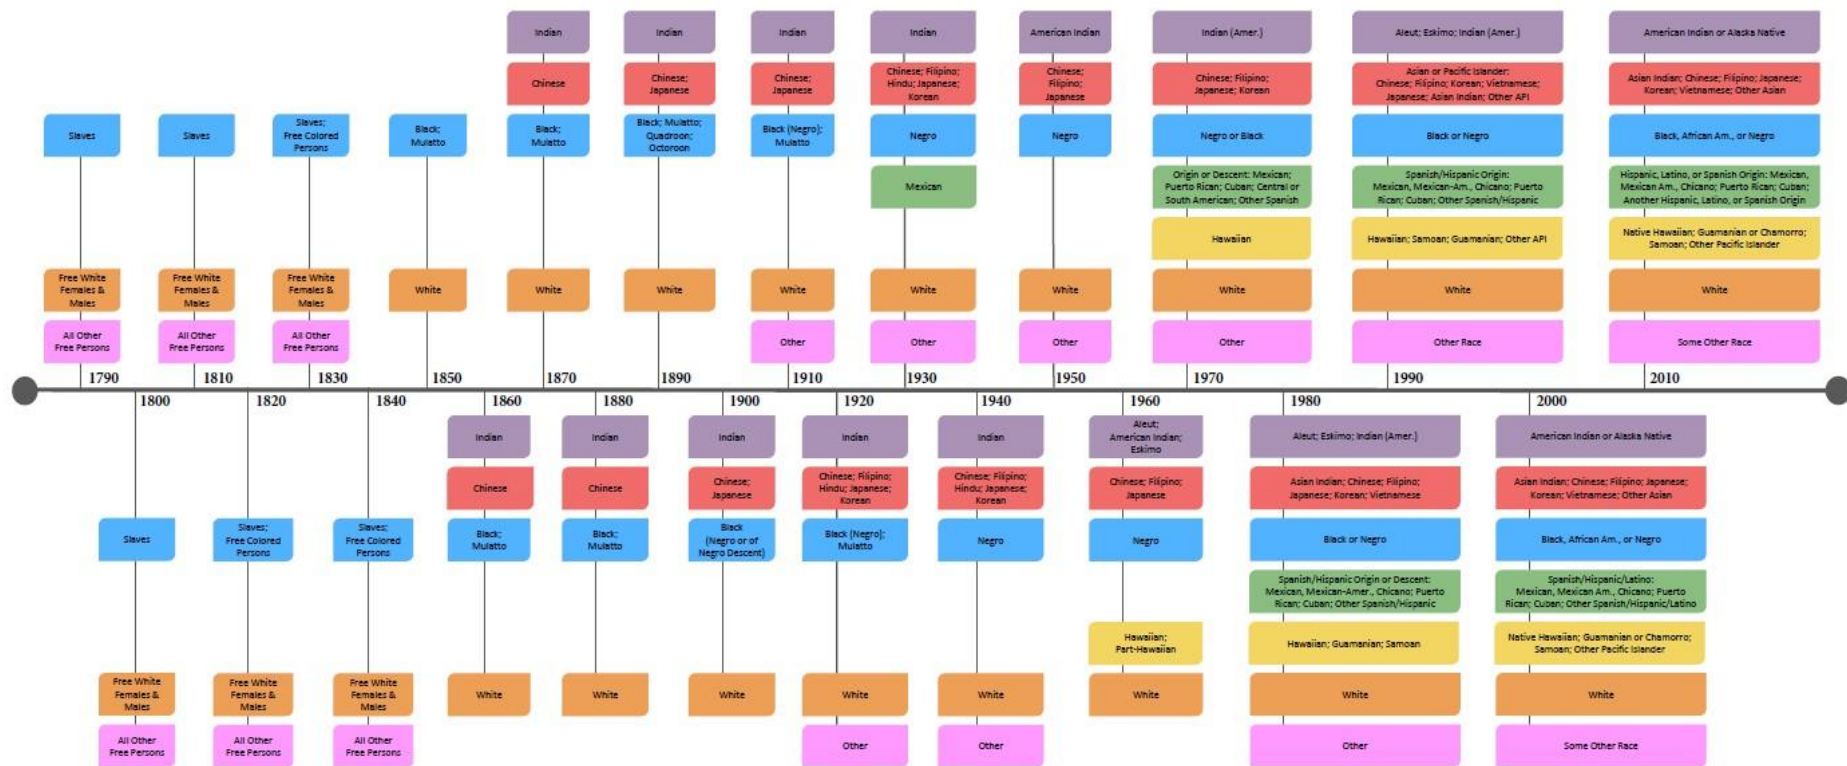 Indian
Indian
Indian
Indian
American Indian
Indian (Amer.)
Aleut; Eskimo; Indian (Amer.)
American Indian or Alaska Native
Chinese
Chinese;
Japanese
Chinese;
Japanese
Chinese; Filipino;
Hindu; Japanese;
Korean
Chinese;
Filipino;
Japanese
Chinese; Filipino;
Japanese; Korean
Asian or Pacific Islander:
Chinese; Filipino; Korean; Vietnamese;
Japanese; Asian Indian; Other API
Asian Indian; Chinese; Filipino; Japanese;
Korean; Vietnamese; Other Asian
Slaves
Slaves
Slaves;
Free Colored
Persons
Black;
Mulatto
Black;
Mulatto
Black; Mulatto;
Quadroon;
Octoroon
Black (Negro);
Mulatto
Negro
Negro
Negro or Black
Black or Negro
Black, African Am., or Negro
Mexican
Origin or Descent: Mexican;
Puerto Rican; Cuban; Central or
South American; Other Spanish
Spanish/Hispanic Origin:
Mexican, Mexican-Am., Chicano; Puerto
Rican; Cuban; Other Spanish/Hispanic
Hispanic, Latino, or Spanish Origin: Mexican,
Mexican Am., Chicano; Puerto Rican; Cuban;
Another Hispanic, Latino, or Spanish Origin
Hawaiian
Hawaiian; Samoan; Guamanian; Other API
Native Hawaiian; Guamanian or Chamorro;
Samoan; Other Pacific Islander
Free White
Females &
Males
Free White
Females &
Males
Free White
Females &
Males
White
White
White
White
White
White
White
White
White
All Other
Free Persons
All Other
Free Persons
All Other
Free Persons
Other
Other
Other
Other
Other Race
Some Other Race
1790
1810
1830
1850
1870
1890
1910
1930
1950
1970
1990
2010
1800
1820
1840
1860
1880
1900
1920
1940
1960
1980
2000
Indian
Indian
Indian
Indian
Indian
Aleut;
American Indian;
Eskimo
Aleut; Eskimo; Indian (Amer.)
American Indian or Alaska Native
Chinese
Chinese
Chinese;
Japanese
Chinese; Filipino;
Hindu; Japanese;
Korean
Chinese; Filipino;
Hindu; Japanese;
Korean
Chinese; Filipino;
Japanese
Asian Indian; Chinese; Filipino;
Japanese; Korean; Vietnamese
Asian Indian; Chinese; Filipino; Japanese;
Korean; Vietnamese; Other Asian
Slaves
Slaves;
Free Colored
Persons
Slaves;
Free Colored
Persons
Black;
Mulatto
Black;
Mulatto
Black
(Negro or of
Negro Descent)
Black (Negro);
Mulatto
Negro
Negro
Black or Negro
Black, African Am., or Negro
Spanish/Hispanic Origin or Descent:
Mexican, Mexican-Amer., Chicano; Puerto
Rican; Cuban; Other Spanish/Hispanic
Spanish/Hispanic/Latino:
Mexican, Mexican Am., Chicano; Puerto
Rican; Cuban; Other Spanish/Hispanic/Latino
Hawaiian;
Part-Hawaiian
Hawaiian; Guamanian; Samoan
Native Hawaiian; Guamanian or Chamorro;
Samoan; Other Pacific Islander
Free White
Females &
Males
Free White
Females &
Males
Free White
Females &
Males
White
White
White
White
White
White
White
White
All Other
Free Persons
All Other
Free Persons
All Other
Free Persons
Other
Other
Other
Some Other Race